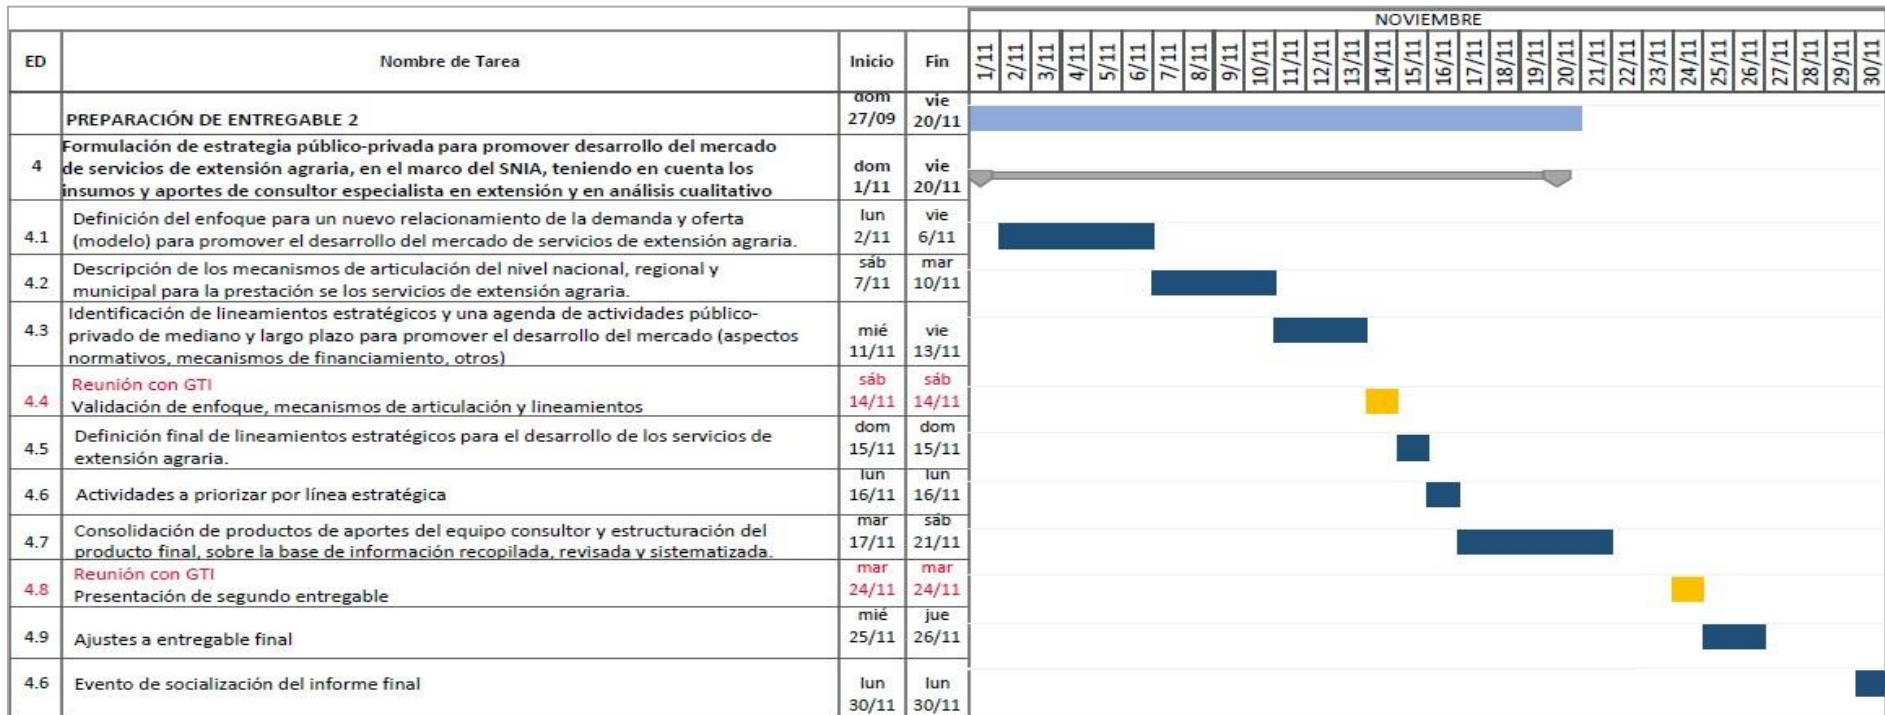 NOVIEMBRE
ED Nombre de Tarea Inicio Fin 1/11 2/11 3/11 4/11 5/11 6/11 7/11 8/11 9/11 10/11 11/11 12/11 13/11 14/11 15/11 16/11 17/11 18/11 19/11 20/11 21/11 22/11 23/11 24/11 25/11 26/11 27/11 28/11 29/11 30/11
dom vie
PREPARACIÓN DE ENTREGABLE 2 27/09 20/11
Formulación de estrategia público-privada para promover desarrollo del mercado
4 de servicios de extensión agraria, en el marco del SNIA, teniendo en cuenta los dom vie
insumos y aportes de consultor especialista en extensión y en análisis cualitativo 1/11 20/11
Definición del enfoque para un nuevo relacionamiento de la demanda y oferta lun vie
4.1 (modelo) para promover el desarrollo del mercado de servicios de extensión agraria. 2/11 6/11
Descripción de los mecanismos de articulación del nivel nacional, regional y sáb mar
4.2 municipal para la prestación se los servicios de extensión agraria. 7/11 10/11
Identificación de lineamientos estratégicos y una agenda de actividades público-
4.3 privado de mediano y largo plazo para promover el desarrollo del mercado (aspectos mié vie
normativos, mecanismos de financiamiento, otros) 11/11 13/11
Reunión con GTI sáb sáb
4.4 Validación de enfoque, mecanismos de articulación y lineamientos 14/11 14/11
Definición final de lineamientos estratégicos para el desarrollo de los servicios de dom dom
4.5 extensión agraria. 15/11 15/11
lun lun
4.6 Actividades a priorizar por línea estratégica 16/11 16/11
Consolidación de productos de aportes del equipo consultor y estructuración del mar sáb
4.7 producto final, sobre la base de información recopilada, revisada y sistematizada. 17/11 21/11
Reunión con GTI mar mar
4.8 Presentación de segundo entregable 24/11 24/11
mié jue
4.9 Ajustes a entregable final 25/11 26/11
4.6 Evento de socialización del informe final lun lun
30/11 30/11